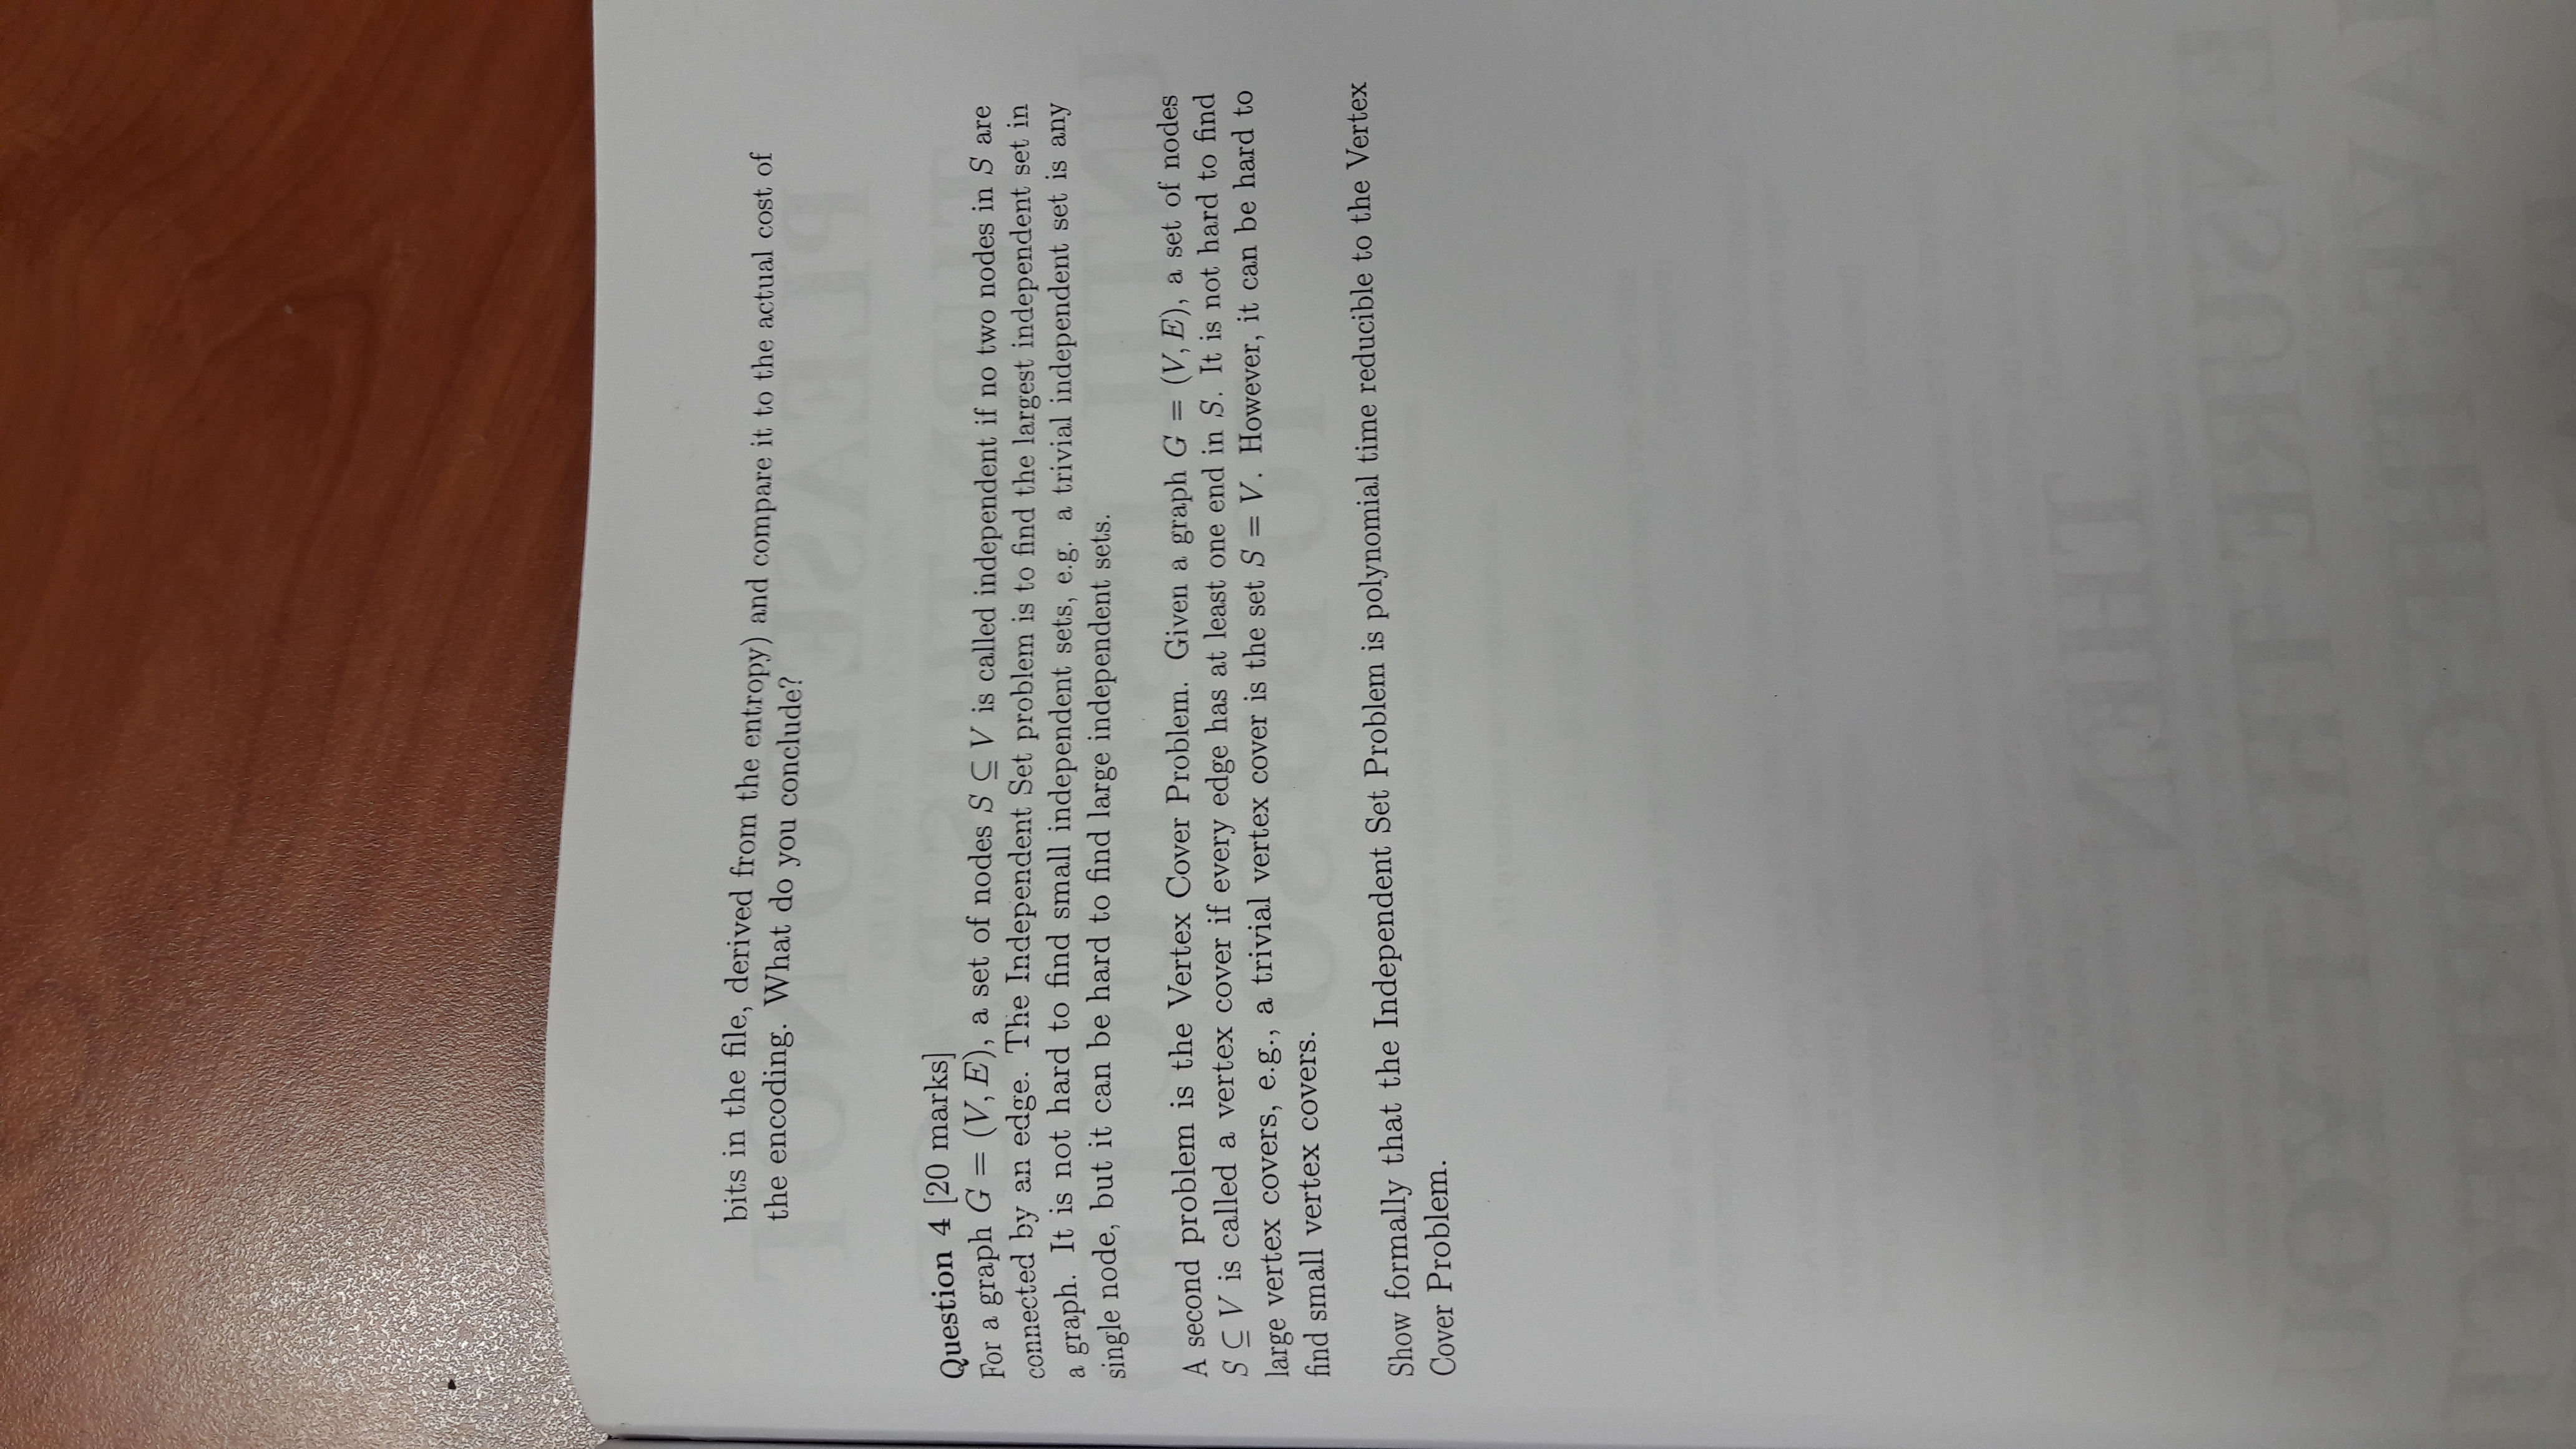 bits in the file, derived from the entropy) and compare it to the actual cost of
the encoding. What do you conclude?
Question 4 [20 marks]
For a graph G = (V, E), a set of nodes S ⊆ V is called independent if no two nodes in S are
connected by an edge. The Independent Set problem is to find the largest independent set in
a graph. It is not hard to find small independent sets, e.g. a trivial independent set is any
single node, but it can be hard to find large independent sets.
A second problem is the Vertex Cover Problem. Given a graph G = (V, E), a set of nodes
S ⊆ V is called a vertex cover if every edge has at least one end in S. It is not hard to find
large vertex covers, e.g., a trivial vertex cover is the set S = V. However, it can be hard to
find small vertex covers.
Show formally that the Independent Set Problem is polynomial time reducible to the Vertex
Cover Problem.